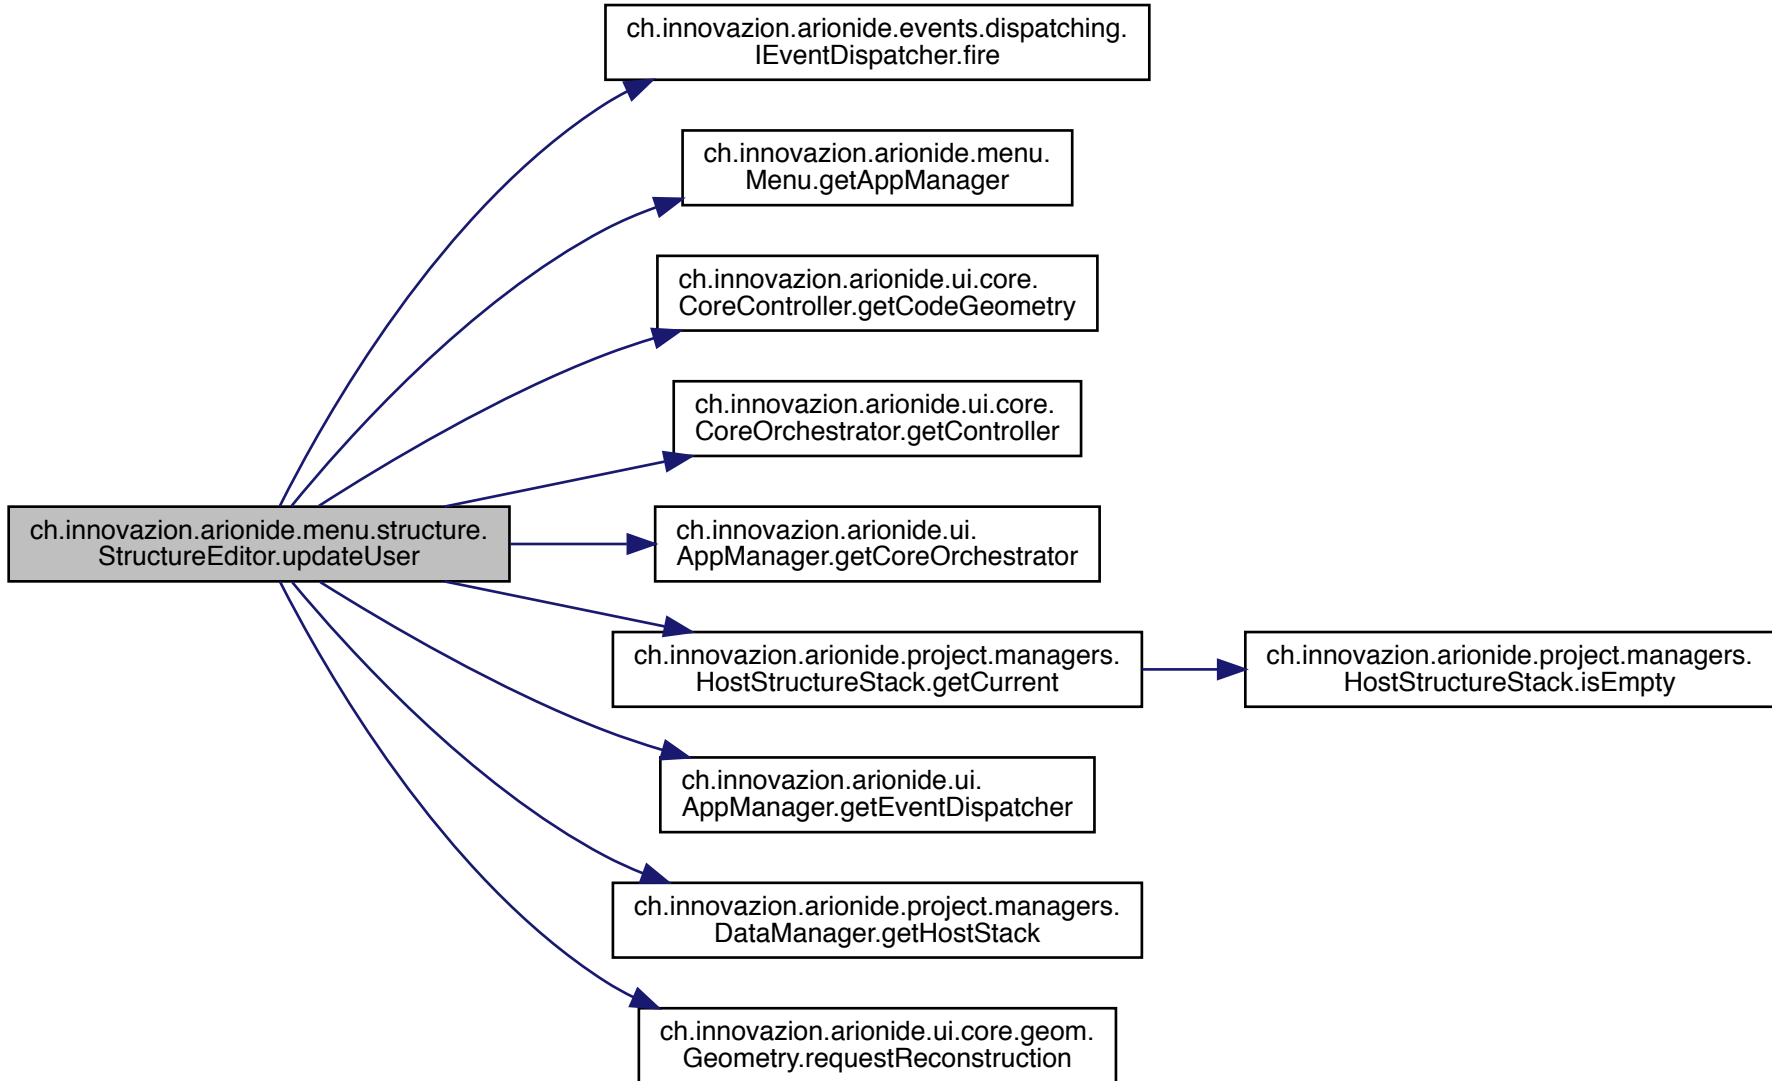 ch.innovazion.arionide.events.dispatching.
IEventDispatcher.fire
ch.innovazion.arionide.menu.
Menu.getAppManager
ch.innovazion.arionide.ui.core.
CoreController.getCodeGeometry
ch.innovazion.arionide.ui.core.
CoreOrchestrator.getController
ch.innovazion.arionide.menu.structure.
StructureEditor.updateUser
ch.innovazion.arionide.ui.
AppManager.getCoreOrchestrator
ch.innovazion.arionide.project.managers.
HostStructureStack.getCurrent
ch.innovazion.arionide.project.managers.
HostStructureStack.isEmpty
ch.innovazion.arionide.ui.
AppManager.getEventDispatcher
ch.innovazion.arionide.project.managers.
DataManager.getHostStack
ch.innovazion.arionide.ui.core.geom.
Geometry.requestReconstruction